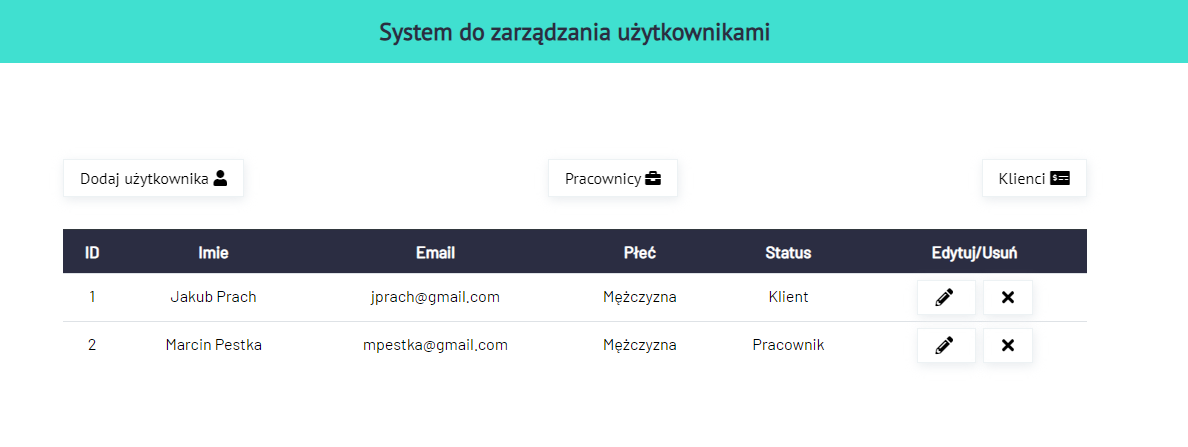 System do zarządzania użytkownikami
Dodaj użytkownika Pracownicy Klienci
ID Imie Email Płeć Status Edytuj/Usuń
1 Jakub Prach jprach@gmail.com Mężczyzna Klient
2 Marcin Pestka mpestka@gmail.com Mężczyzna Pracownik